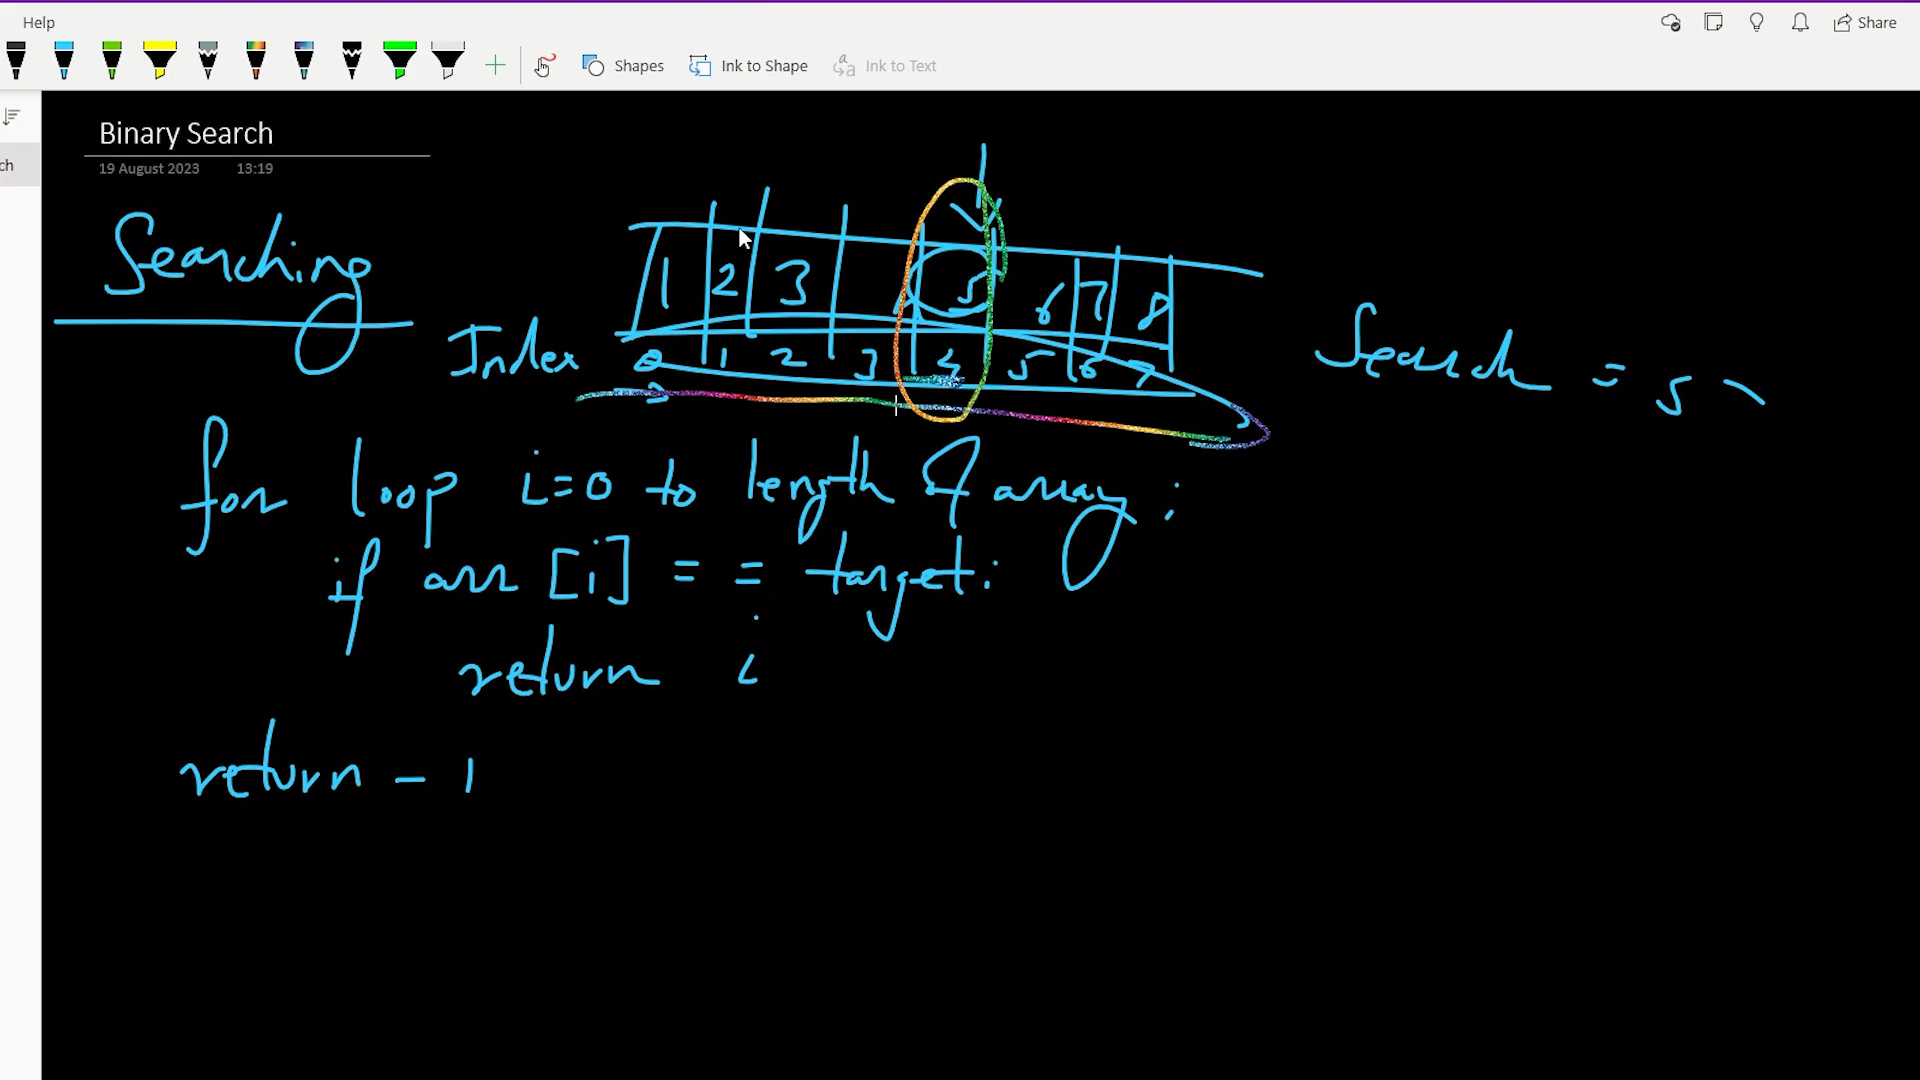 Help
Share
Shapes
Ink to Shape
Ink to Text
ch
Binary Search
19 August 2023 13:19
Searching
1 2 3 5 6 7 8
Index 0 1 2 3 4 5 6 7
Search = 5
for loop i=0 to length of array :
if arr [i] = = target :
return i
return - 1